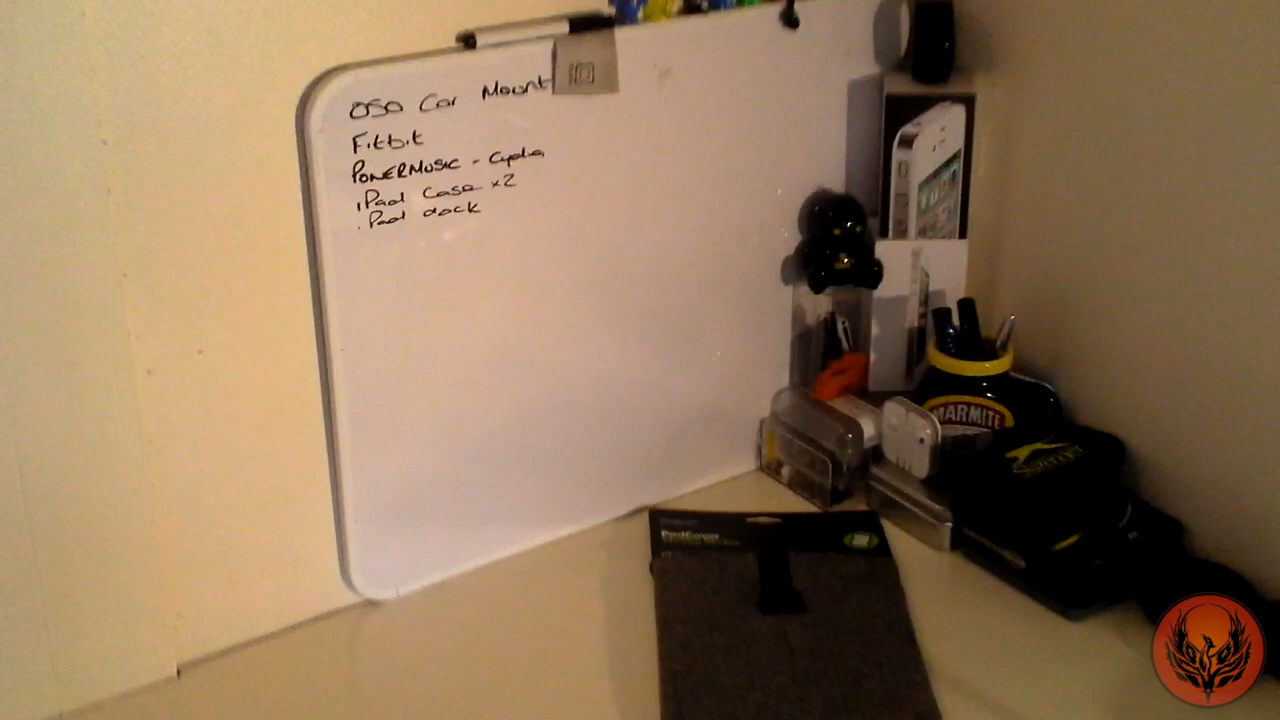 OSO Car Mount
Fitbit
POWERMUSIC - Cydia
iPad Case x2
iPad dock
MARMITE